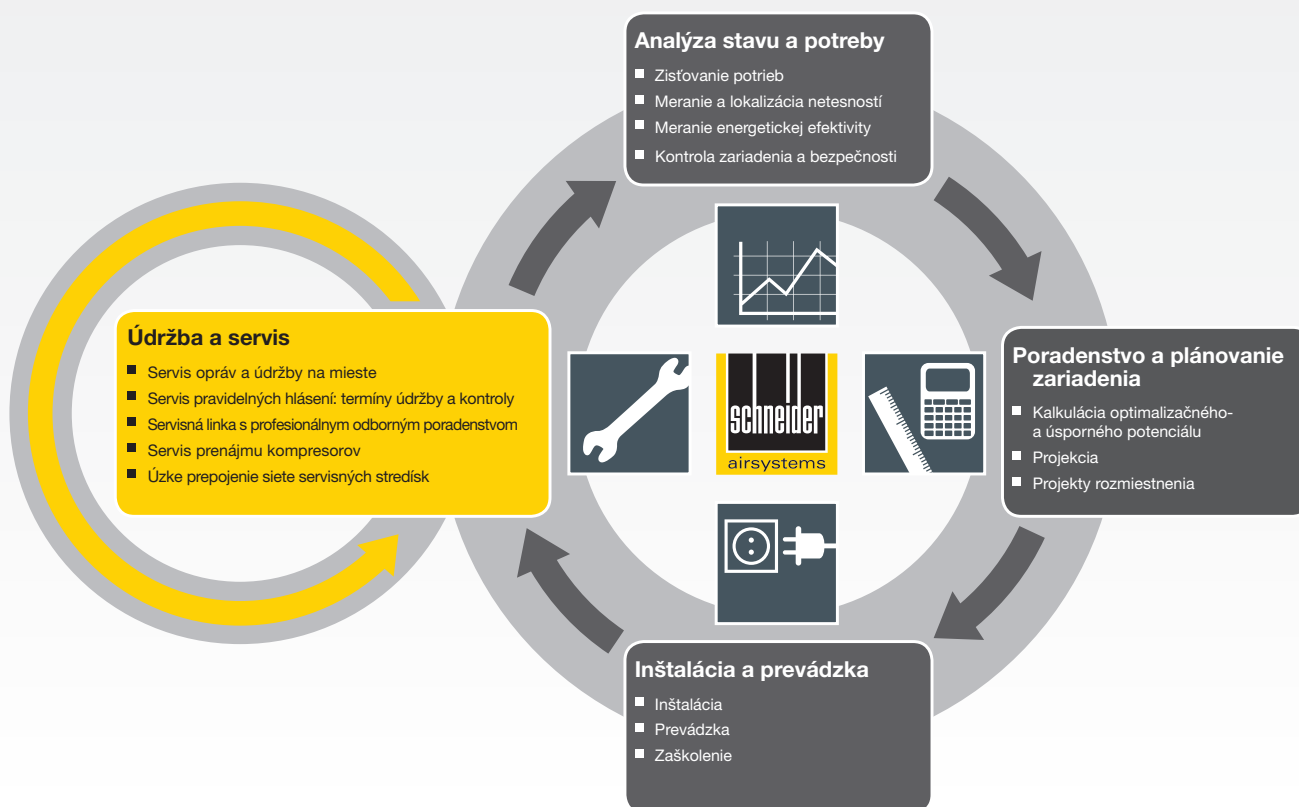 Analýza stavu a potreby
Zisťovanie potrieb
Meranie a lokalizácia netesností
Meranie energetickej efektivity
Kontrola zariadenia a bezpečnosti
Údržba a servis
Servis opráv a údržby na mieste
Servis pravidelných hlásení: termíny údržby a kontroly
Servisná linka s profesionálnym odborným poradenstvom
Servis prenájmu kompresorov
Úzke prepojenie siete servisných stredísk
schneider
airsystems
Poradenstvo a plánovanie
zariadenia
Kalkulácia optimalizačného-
a úsporného potenciálu
Projekcia
Projekty rozmiestnenia
Inštalácia a prevádzka
Inštalácia
Prevádzka
Zaškolenie